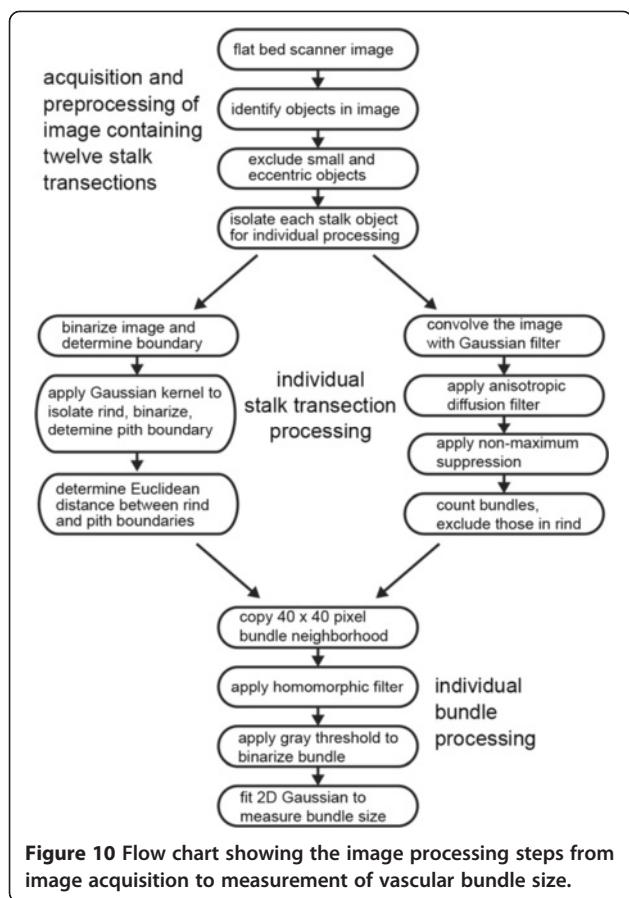 flat bed scanner image
acquisition and
preprocessing of
image containing
twelve stalk
transections
identify objects in image
exclude small and
eccentric objects
isolate each stalk object
for individual processing
binarize image and
determine boundary
apply Gaussian kernel to
isolate rind, binarize,
detemine pith boundary
determine Euclidean
distance between rind
and pith boundaries
individual
stalk transection
processing
convolve the image
with Gaussian filter
apply anisotropic
diffusion filter
apply non-maximum
suppression
count bundles,
exclude those in rind
copy 40 x 40 pixel
bundle neighborhood
apply homomorphic filter
apply gray threshold to
binarize bundle
fit 2D Gaussian to
measure bundle size
individual
bundle
processing
Figure 10 Flow chart showing the image processing steps from
image acquisition to measurement of vascular bundle size.